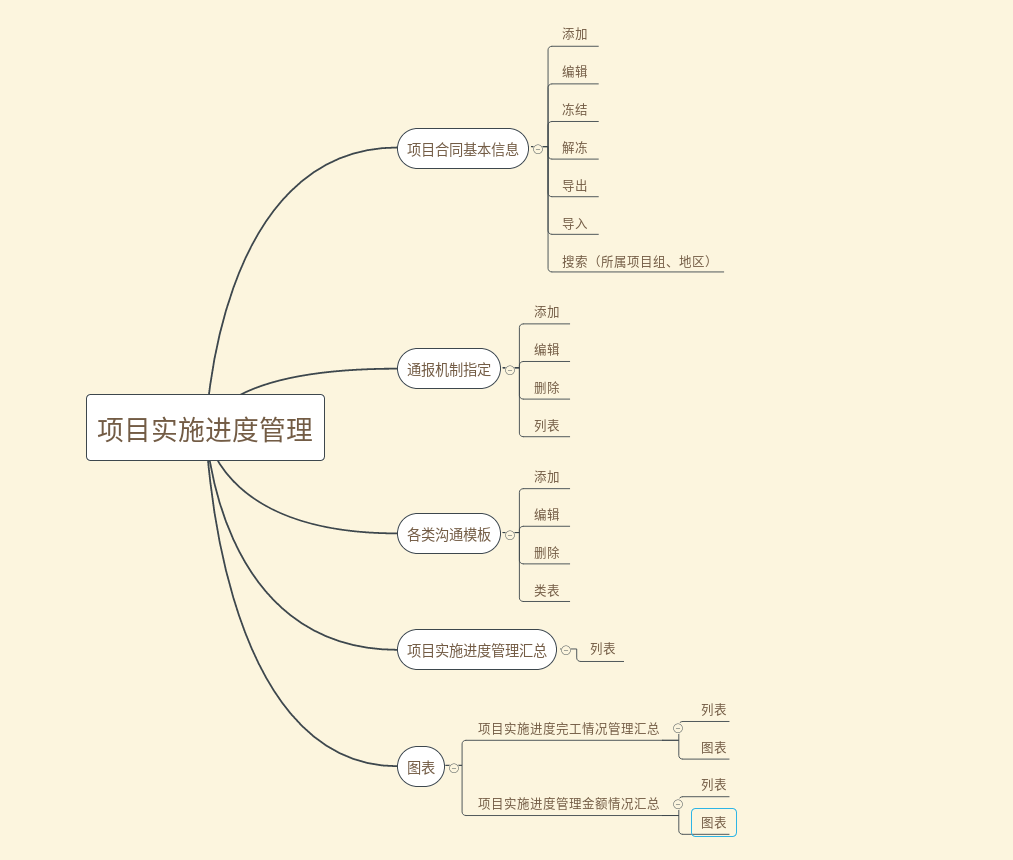 项目实施进度管理
项目合同基本信息
添加
编辑
冻结
解冻
导出
导入
搜索（所属项目组、地区）
通报机制指定
添加
编辑
删除
列表
各类沟通模板
添加
编辑
删除
类表
项目实施进度管理汇总
列表
图表
项目实施进度完工情况管理汇总
列表
图表
项目实施进度管理金额情况汇总
列表
图表